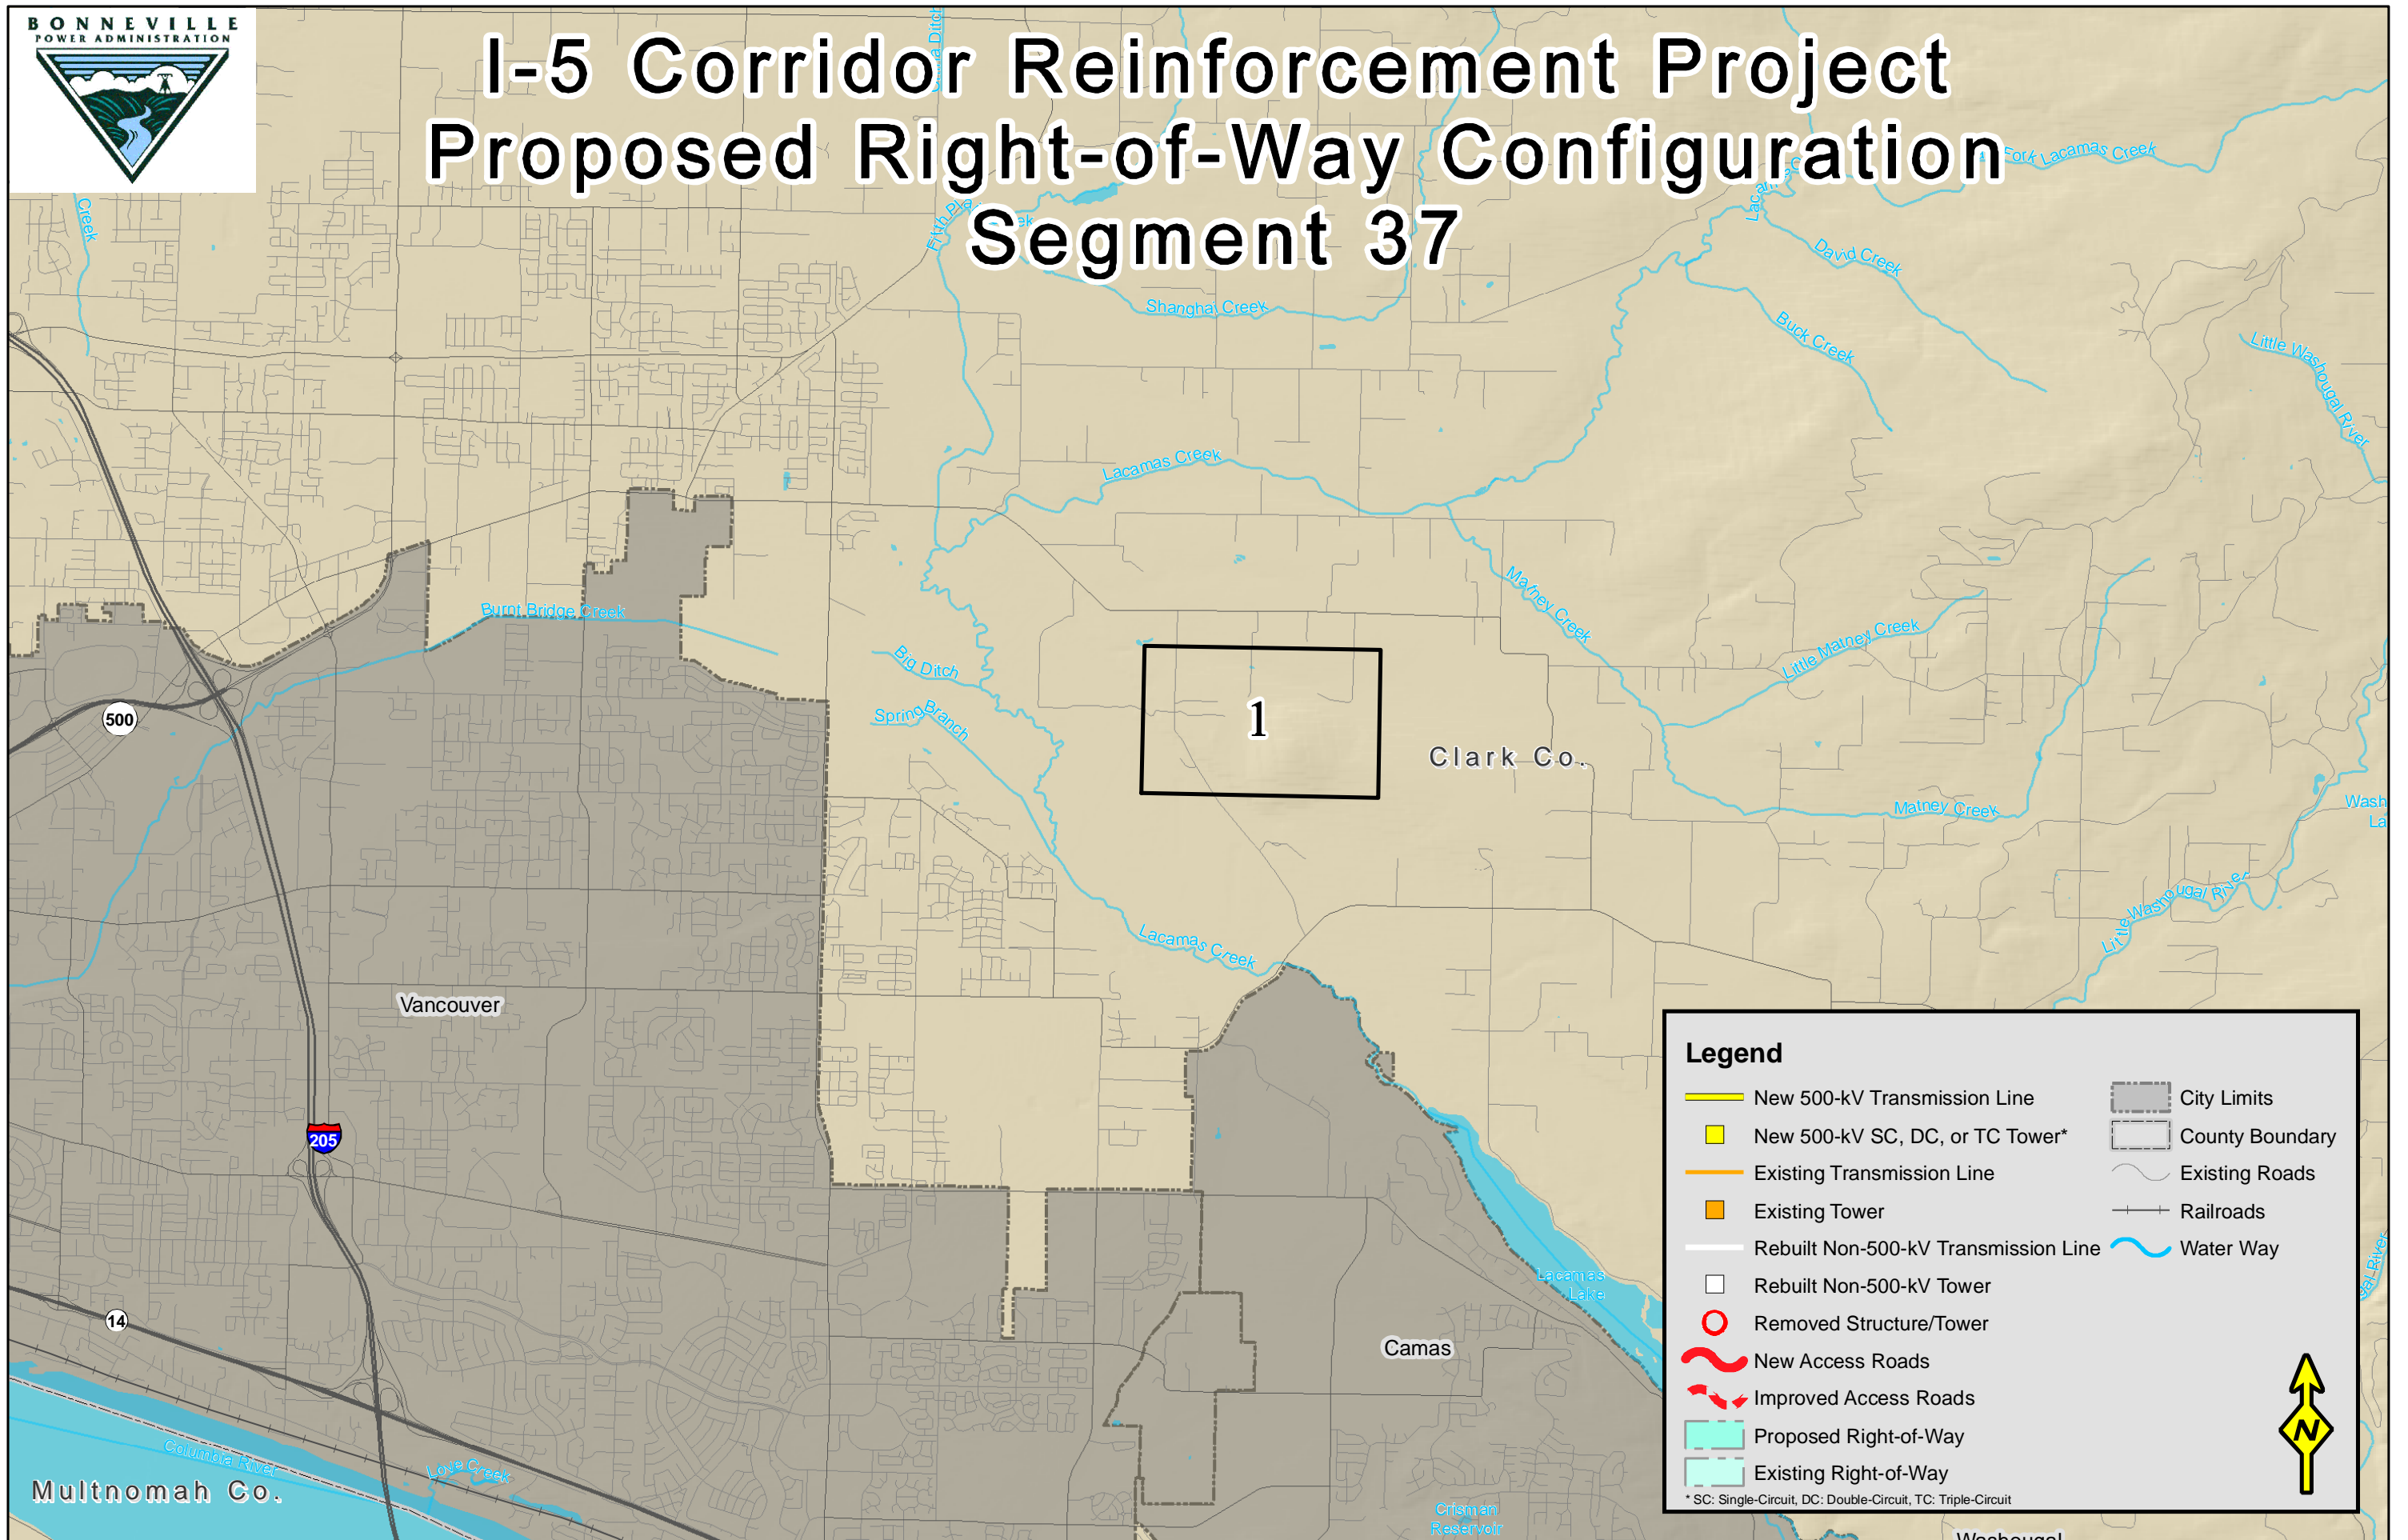 BONNEVILLE
POWER ADMINISTRATION
I-5 Corridor Reinforcement Project
Proposed Right-of-Way Configuration
Segment 37
Creek
Ditch
Fork Lacamas Creek
David Creek
Shanghai Creek
Buck Creek
Little Washougal River
Lacamas Creek
Matney Creek
Burnt Bridge Creek
Little Matney Creek
Big Ditch
Spring Branch
500
1
Clark Co.
Matney Creek
Little Washougal River
Lacamas Creek
Vancouver
205
Lacamas
Lake
14
Camas
Columbia River
Love Creek
Multnomah Co.
Crisman
Reservoir
Legend
New 500-kV Transmission Line
New 500-kV SC, DC, or TC Tower*
Existing Transmission Line
Existing Tower
Rebuilt Non-500-kV Transmission Line
Rebuilt Non-500-kV Tower
Removed Structure/Tower
New Access Roads
Improved Access Roads
Proposed Right-of-Way
Existing Right-of-Way
City Limits
County Boundary
Existing Roads
Railroads
Water Way
N
* SC: Single-Circuit, DC: Double-Circuit, TC: Triple-Circuit